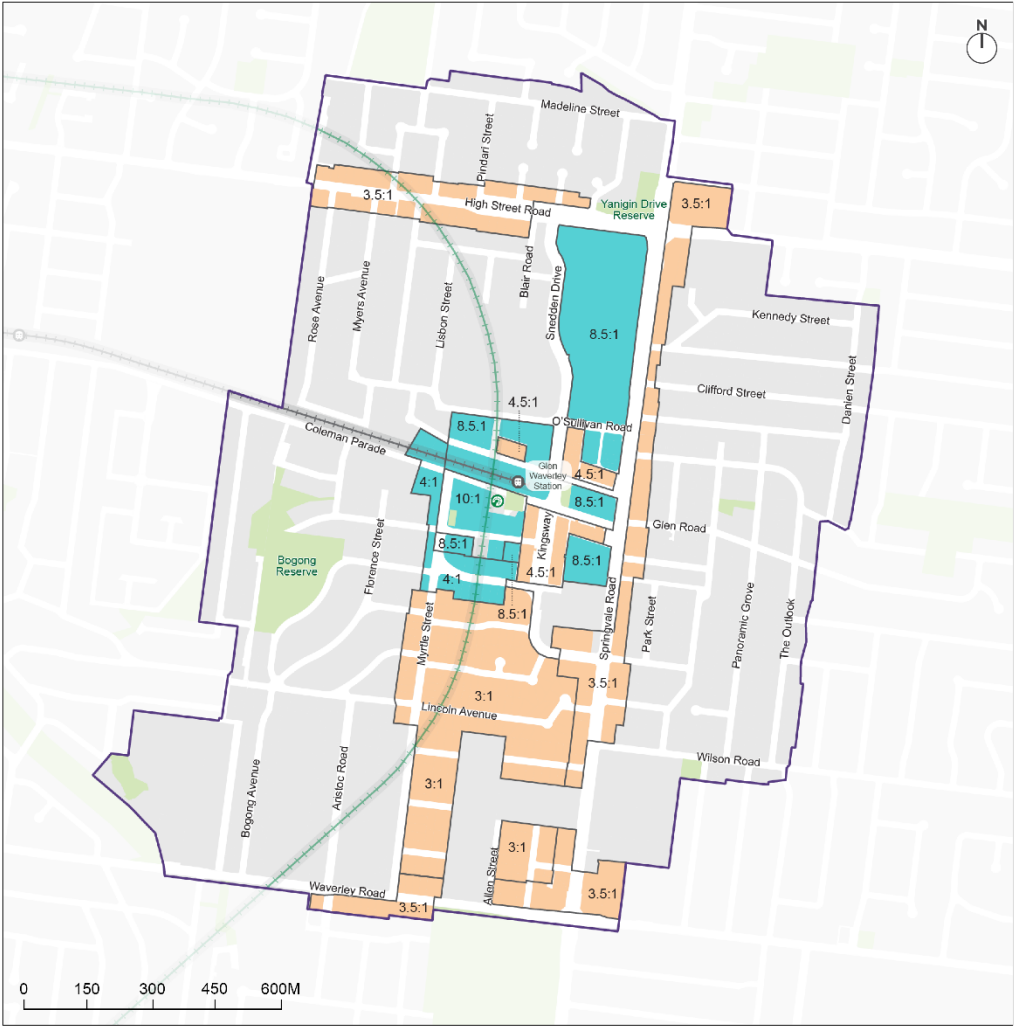 N
Madeline Street
Pindari Street
3.5:1
High Street Road
Yanigin Drive
Reserve
3.5:1
Rose Avenue
Myers Avenue
Lisbon Street
Blair Road
Snedden Drive
8.5:1
Kennedy Street
Clifford Street
Danien Street
4.5:1
8.5:1
O'Sullivan Road
Coleman Parade
Glen
Waverley
Station
4.5:1
4:1
10:1
8.5:1
Glen Road
Kingsway
8.5:1
8.5:1
Bogong
Reserve
Florence Street
4:1
4.5:1
8.5:1
Myrtle Street
Springvale Road
Park Street
Panoramic Grove
The Outlook
3:1
3.5:1
Lincoln Avenue
Wilson Road
Bogong Avenue
Aristoc Road
3:1
3:1
Allen Street
Waverley Road
3.5:1
3.5:1
0 150 300 450 600M